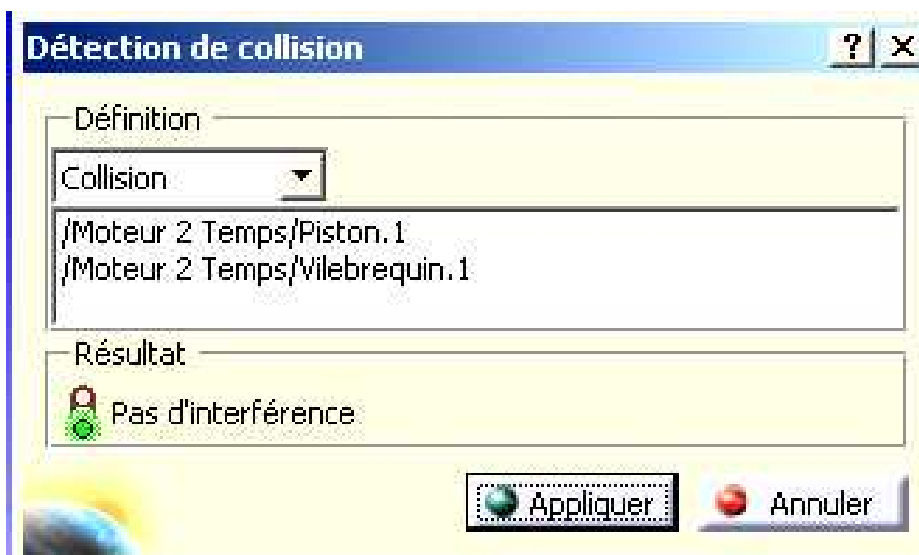 Détection de collision ? ×
Définition
Collision
/Moteur 2 Temps/Piston.1
/Moteur 2 Temps/Vilebrequin.1
Résultat
Pas d'interférence
Appliquer Annuler